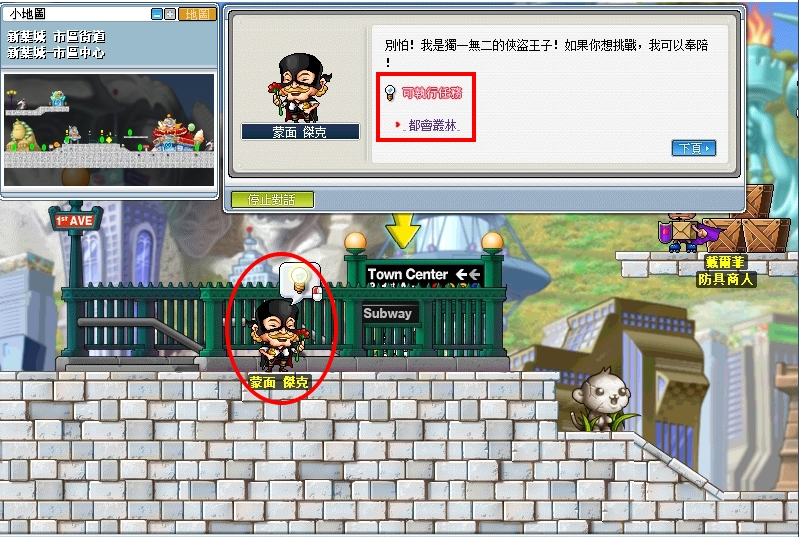 小地圖
地圖
新葉城 市區街道
新葉城-市區中心
別怕! 我是獨一無二的俠盜王子! 如果你想挑戰, 我可以奉陪
!
可執行任務
都會叢林
蒙面 傑克
下頁
停止對話
1st AVE
Town Center
Subway
戴爾菲
防具商人
蒙面 傑克